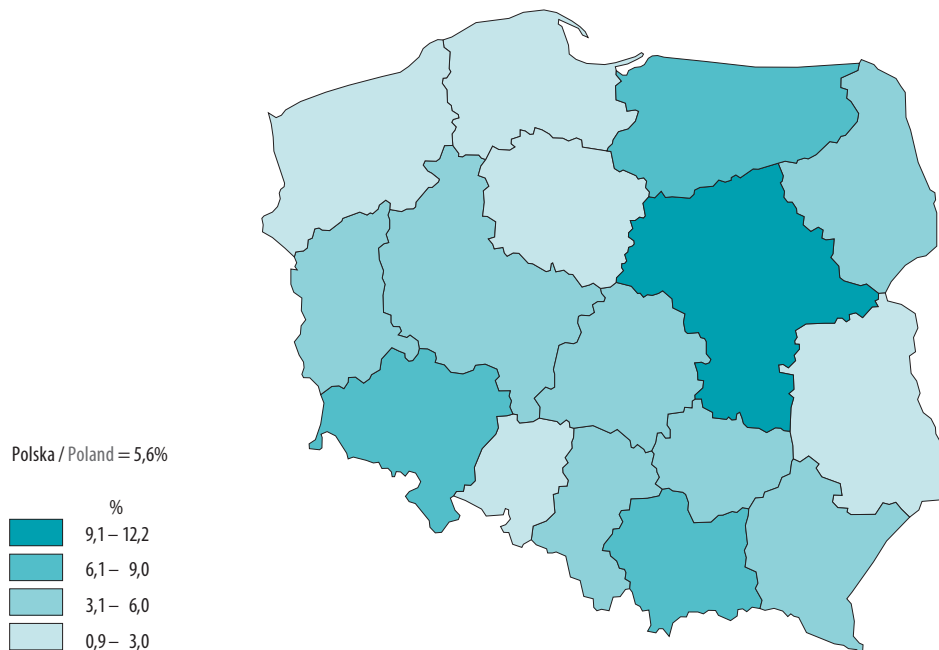 Polska / Poland = 5,6%
%
9,1 – 12,2
6,1 – 9,0
3,1 – 6,0
0,9 – 3,0